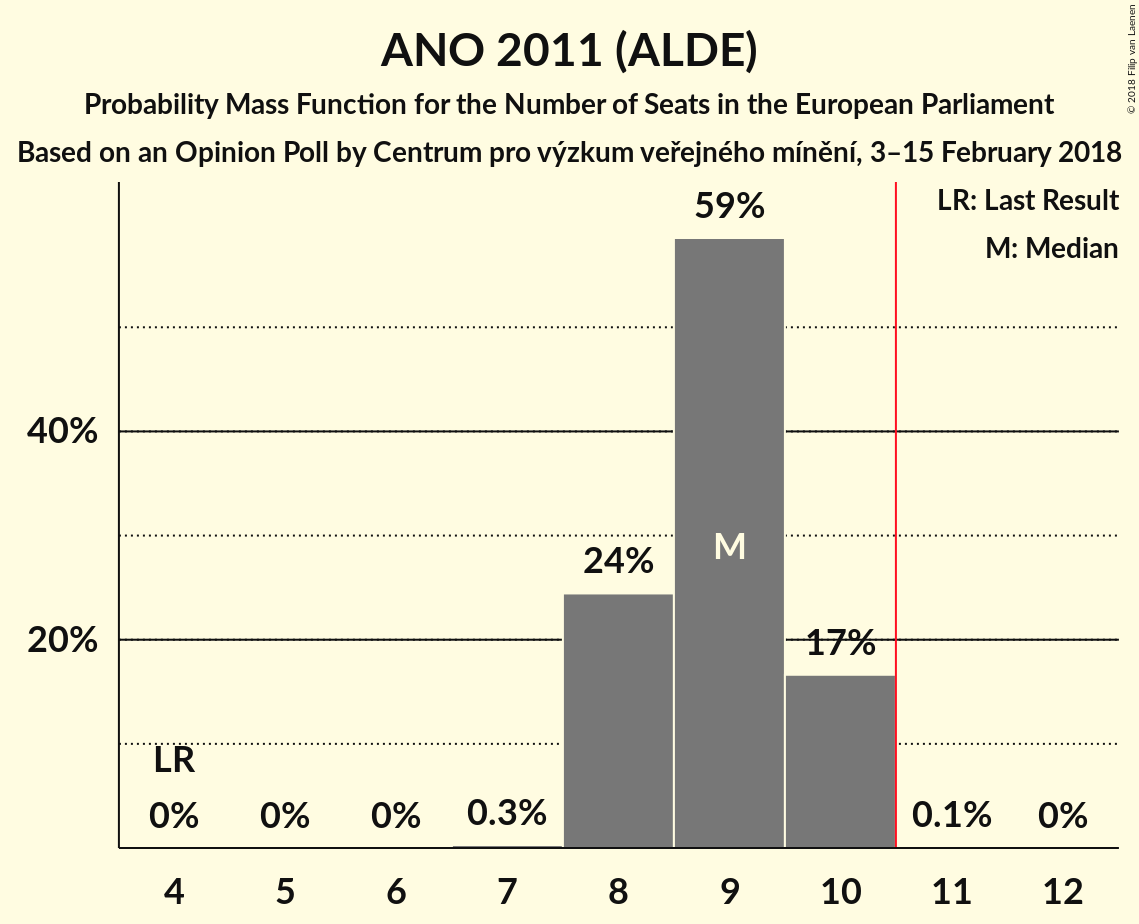 ANO 2011 (ALDE)
Probability Mass Function for the Number of Seats in the European Parliament
Based on an Opinion Poll by Centrum pro výzkum veřejného mínění, 3–15 February 2018
© 2018 Filip van Laenen
LR: Last Result
M: Median
59%
40%
24%
M
20%
17%
LR
0%
0%
0%
0.3%
0.1%
0%
4
5
6
7
8
9
10
11
12